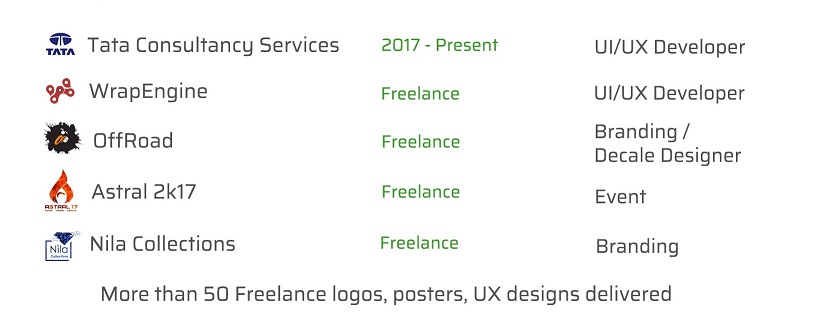 TATA Tata Consultancy Services 2017 - Present UI/UX Developer
WrapEngine Freelance UI/UX Developer
OffRoad Freelance Branding /
Decale Designer
Astral 2k17 Freelance Event
ASTRAL 17
Nila Collections Freelance Branding
Nila
Collections
More than 50 Freelance logos, posters, UX designs delivered